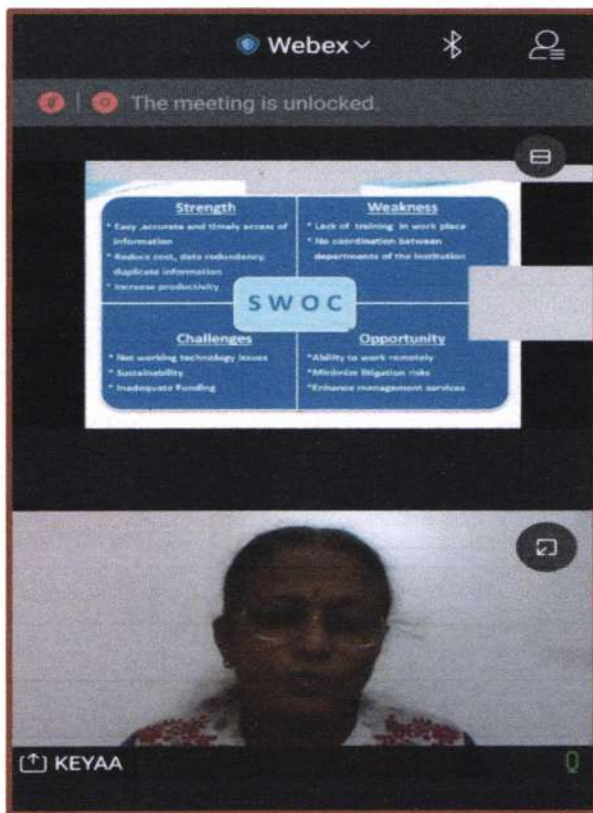 Webex
The meeting is unlocked.
Strength
* Easy ,accurate and timely access of
information
* Reduce cost, data redundancy,
duplicate information
* Increase productivity
Weakness
* Lack of training in work place
* No coordination between
departments of the institution
SWOC
Challenges
* Net working technology issues
* Sustainability
* Inadequate Funding
Opportunity
*Ability to work remotely
*Minimize litigation risks
*Enhance management services
KEYAA